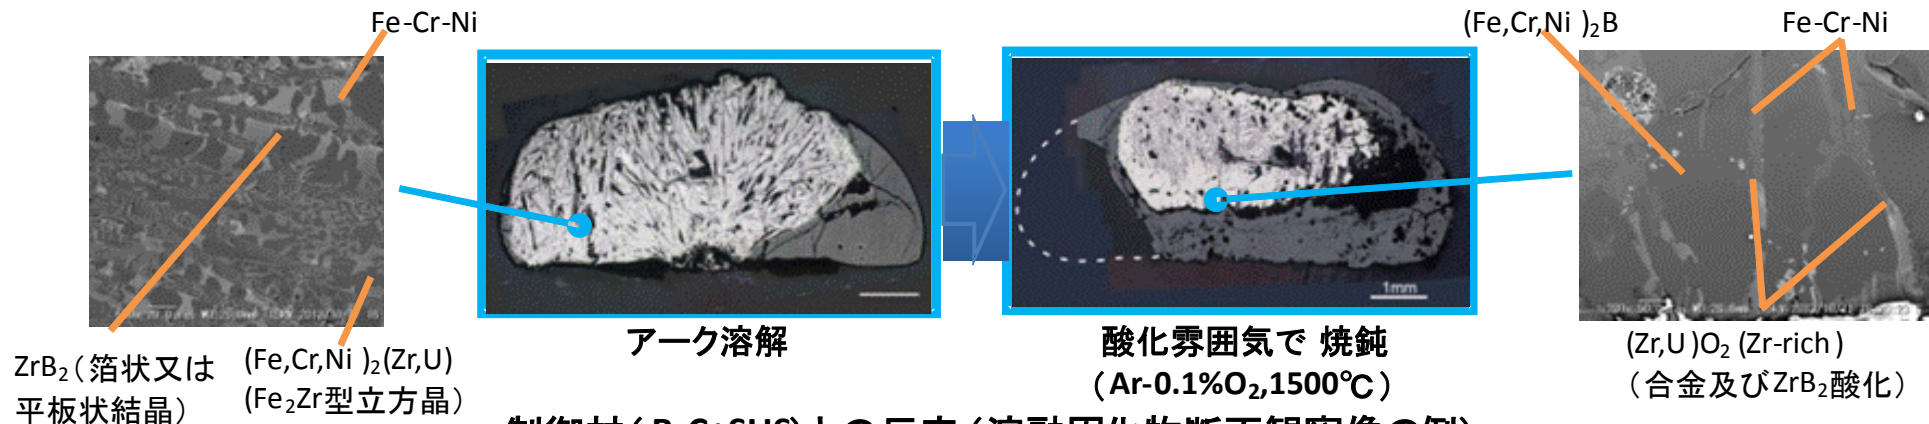 Fe-Cr-Ni
(Fe,Cr,Ni )₂B
Fe-Cr-Ni
1mm
アーク溶解
酸化雰囲気で 焼鈍
(Ar-0.1%O₂,1500℃)
ZrB₂(箔状又は
平板状結晶)
(Fe,Cr,Ni )₂(Zr,U)
(Fe₂Zr型立方晶)
(Zr,U)O₂ (Zr-rich)
(合金及びZrB₂酸化)